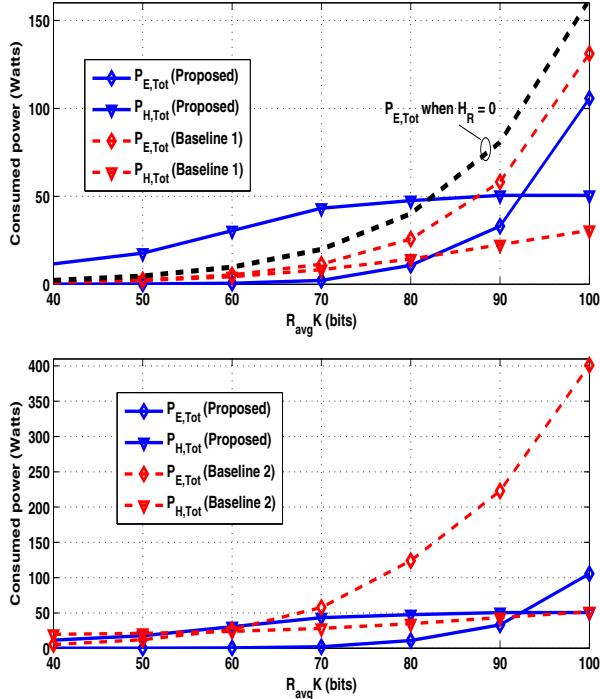 150
100
50
0
Consumed power (Watts)
P_E,Tot (Proposed)
P_H,Tot (Proposed)
P_E,Tot (Baseline 1)
P_H,Tot (Baseline 1)
P_E,Tot when H_R = 0
40 50 60 70 80 90 100
R_avg K (bits)
400
350
300
250
200
150
100
50
0
Consumed power (Watts)
P_E,Tot (Proposed)
P_H,Tot (Proposed)
P_E,Tot (Baseline 2)
P_H,Tot (Baseline 2)
40 50 60 70 80 90 100
R_avg K (bits)